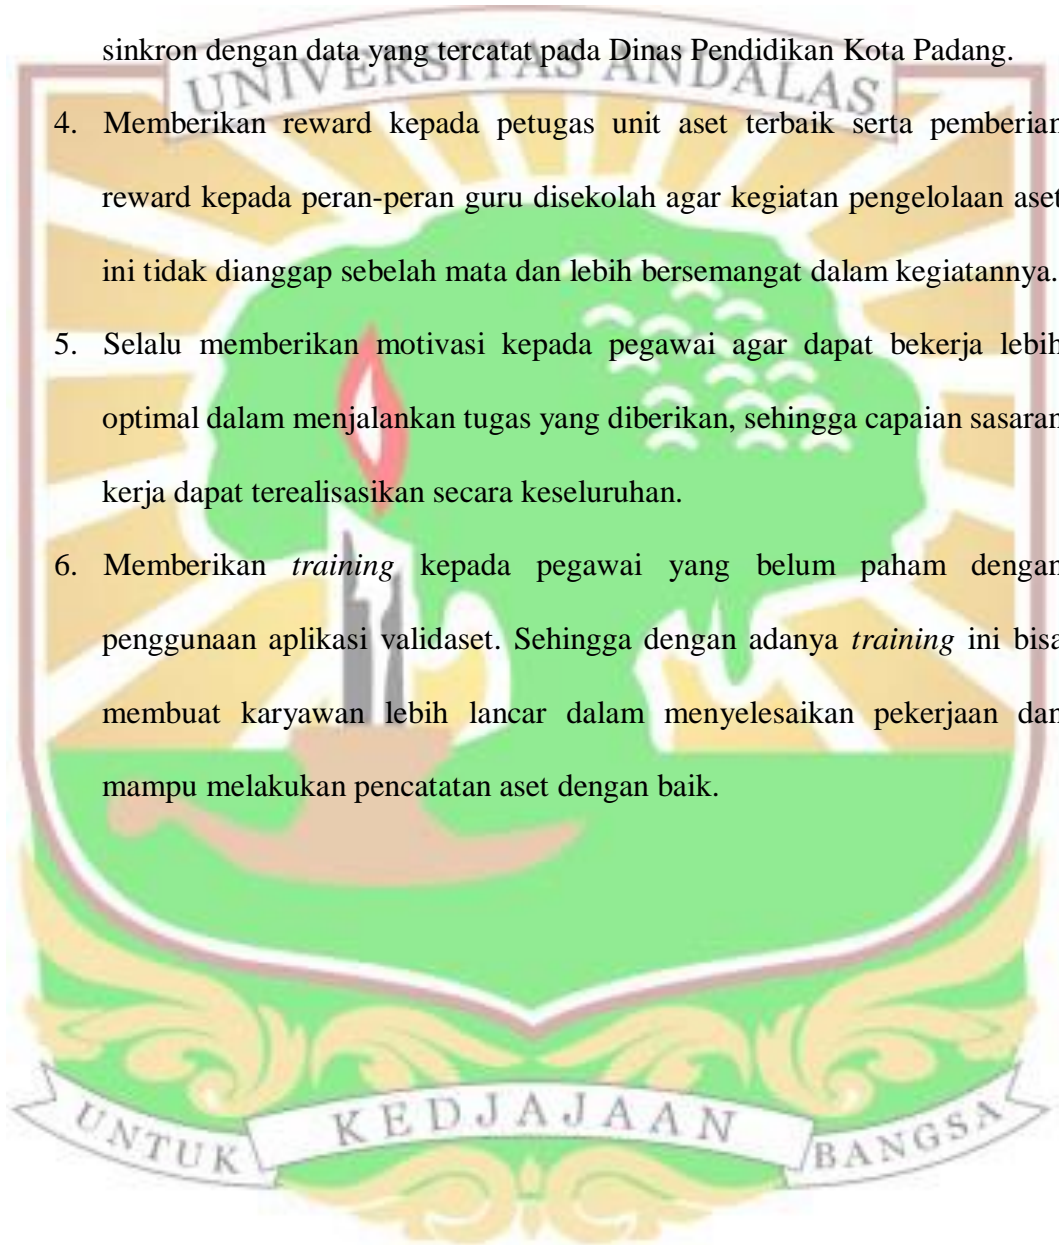 sinkron dengan data yang tercatat pada Dinas Pendidikan Kota Padang.
UNIVERSITAS ANDALAS
4. Memberikan reward kepada petugas unit aset terbaik serta pemberian
reward kepada peran-peran guru disekolah agar kegiatan pengelolaan aset
ini tidak dianggap sebelah mata dan lebih bersemangat dalam kegiatannya.
5. Selalu memberikan motivasi kepada pegawai agar dapat bekerja lebih
optimal dalam menjalankan tugas yang diberikan, sehingga capaian sasaran
kerja dapat terealisasikan secara keseluruhan.
6. Memberikan training kepada pegawai yang belum paham dengan
penggunaan aplikasi validaset. Sehingga dengan adanya training ini bisa
membuat karyawan lebih lancar dalam menyelesaikan pekerjaan dan
mampu melakukan pencatatan aset dengan baik.
UNTUK KEDJAJAAN BANGSA